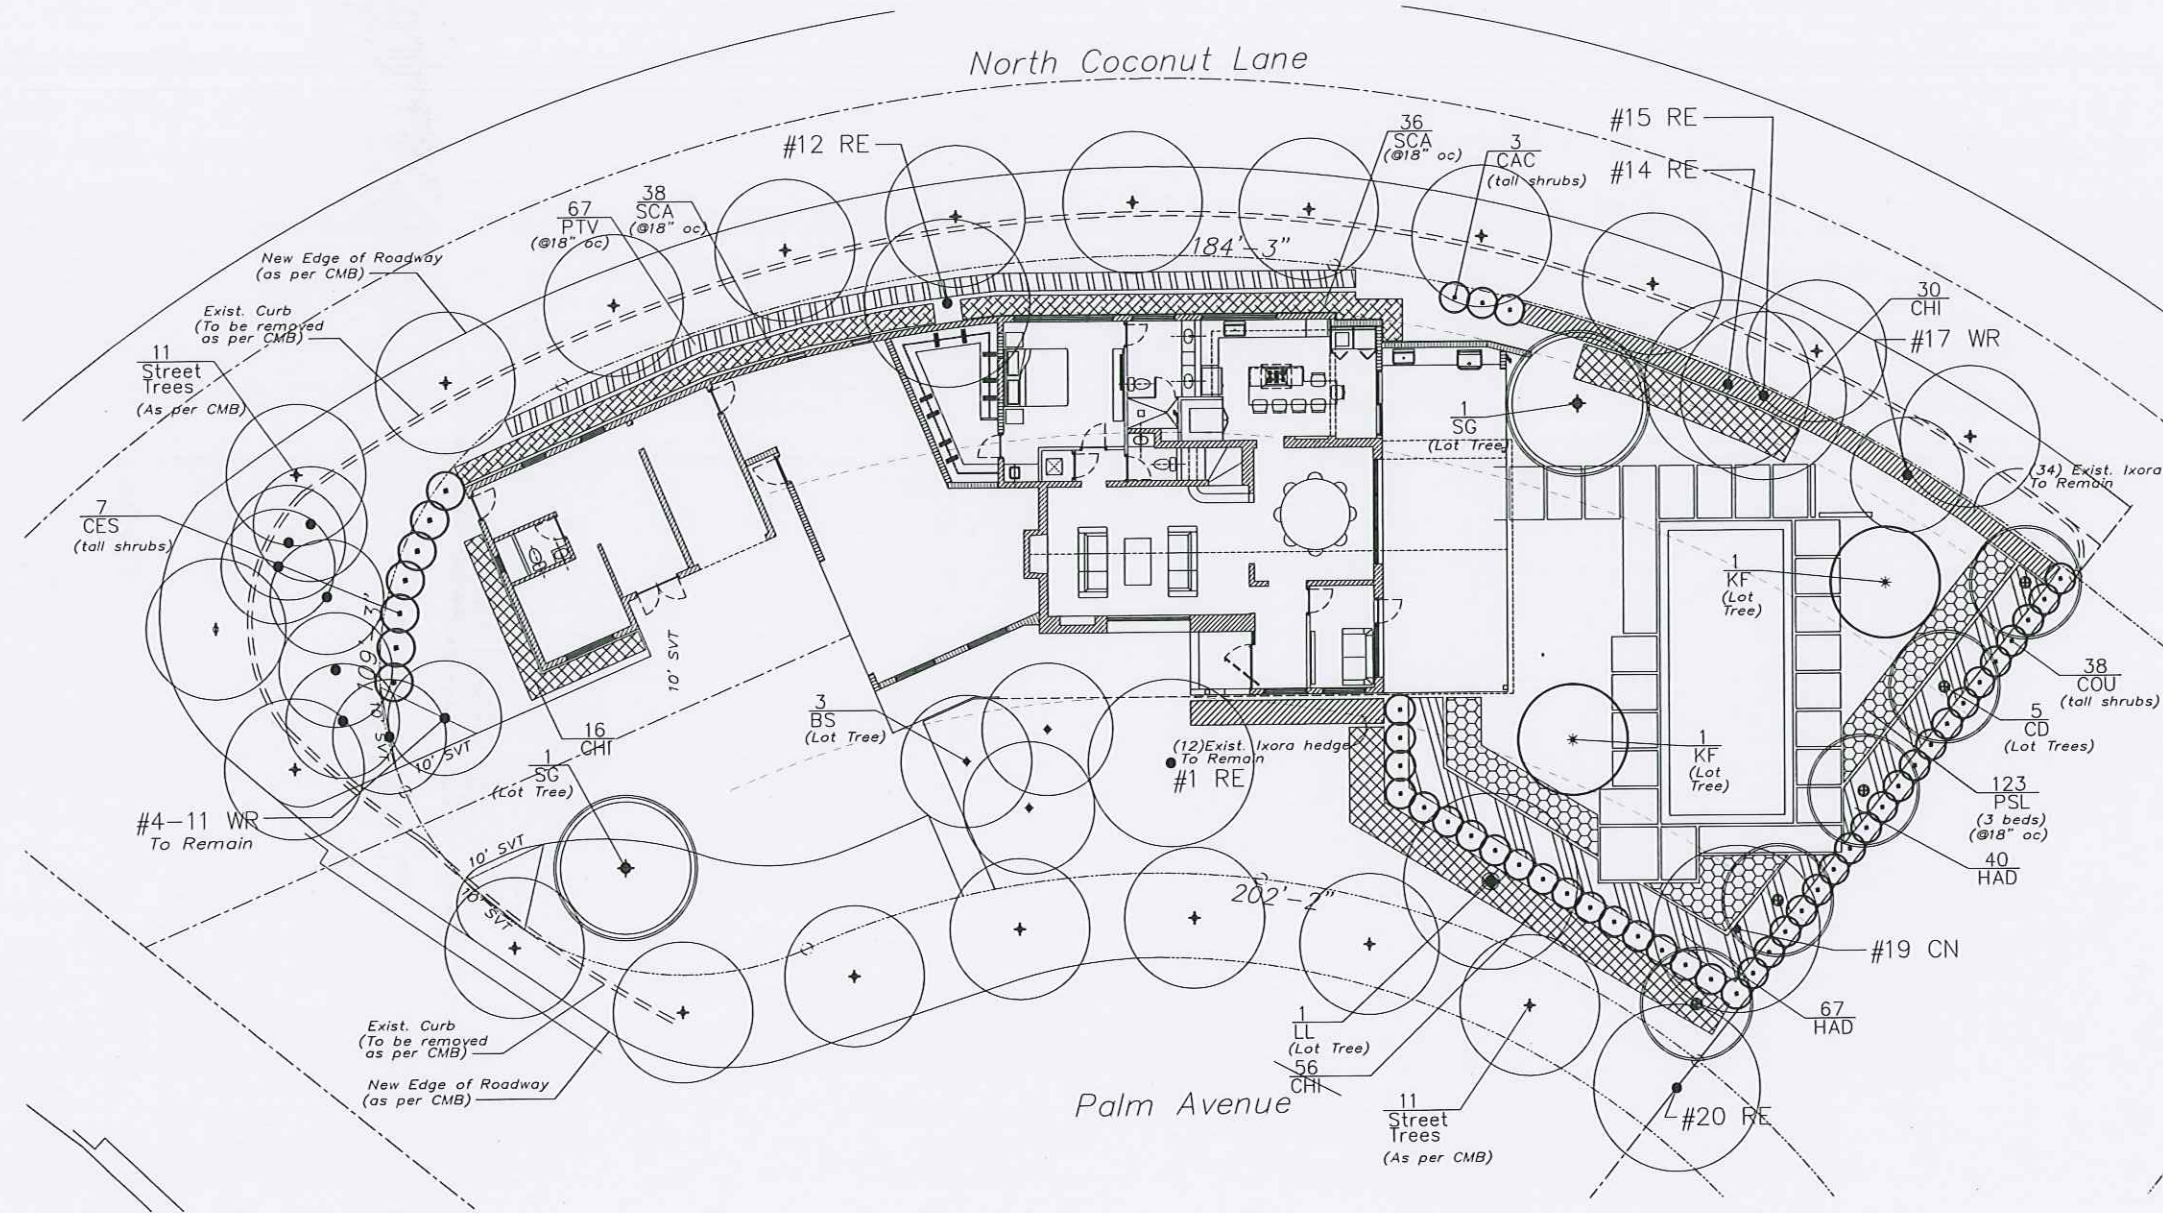 North Coconut Lane
#12 RE
36
SCA
(@18" oc)
3
CAC
(tall shrubs)
#15 RE
#14 RE
67
PTV
(@18" oc)
38
SCA
(@18" oc)
184'-3"
New Edge of Roadway
(as per CMB)
Exist. Curb
(To be removed
as per CMB)
11
Street
Trees
(As per CMB)
30
CHI
#17 WR
1
SG
(Lot Tree)
(34) Exist. Ixora
To Remain
7
CES
(tall shrubs)
1
KF
(Lot
Tree)
109'-3"
10' SVT
10' SVT
10' SVT
38
COU
(tall shrubs)
5
CD
(Lot Trees)
3
BS
(Lot Tree)
16
CHI
1
SG
(Lot Tree)
(12)Exist. Ixora hedge
To Remain
#1 RE
1
KF
(Lot
Tree)
123
PSL
(3 beds)
(@18" oc)
#4-11 WR
To Remain
10' SVT
10' SVT
40
HAD
202'-2"
#19 CN
67
HAD
Exist. Curb
(To be removed
as per CMB)
New Edge of Roadway
(as per CMB)
1
LL
(Lot Tree)
56
CHI
Palm Avenue
11
Street
Trees
(As per CMB)
#20 RE